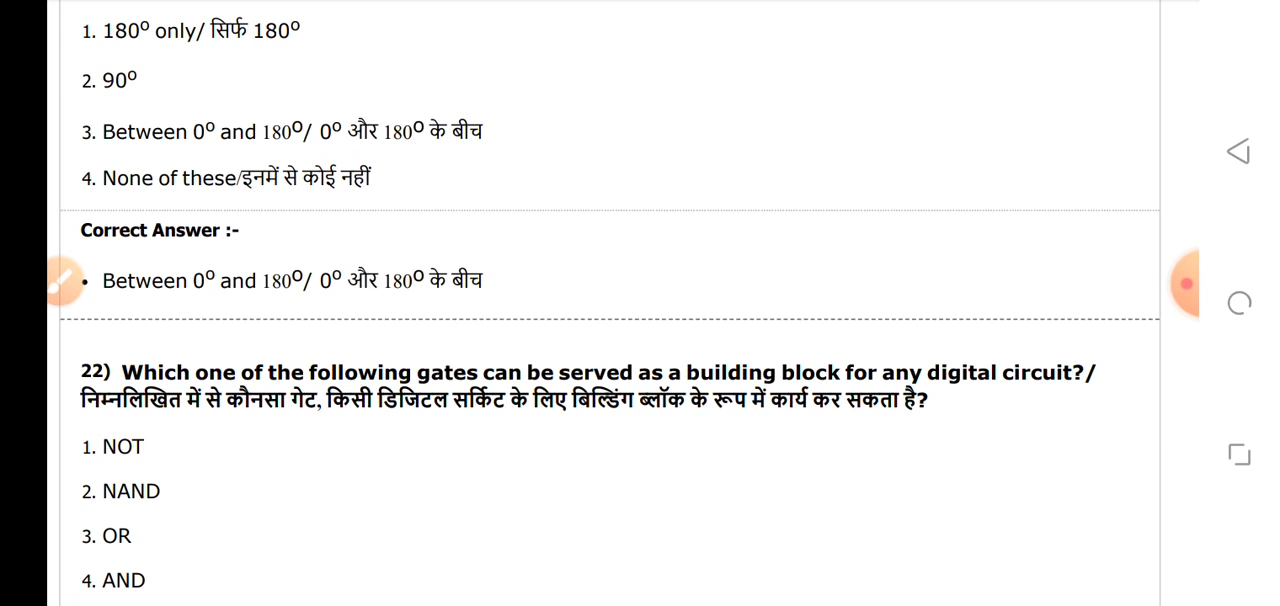 1. 180⁰ only/ सिर्फ 180⁰
2. 90⁰
3. Between 0⁰ and 180⁰/ 0⁰ और 180⁰ के बीच
4. None of these/इनमें से कोई नहीं
Correct Answer :-
• Between 0⁰ and 180⁰/ 0⁰ और 180⁰ के बीच
22) Which one of the following gates can be served as a building block for any digital circuit?/
निम्नलिखित में से कौनसा गेट, किसी डिजिटल सर्किट के लिए बिल्डिंग ब्लॉक के रूप में कार्य कर सकता है?
1. NOT
2. NAND
3. OR
4. AND